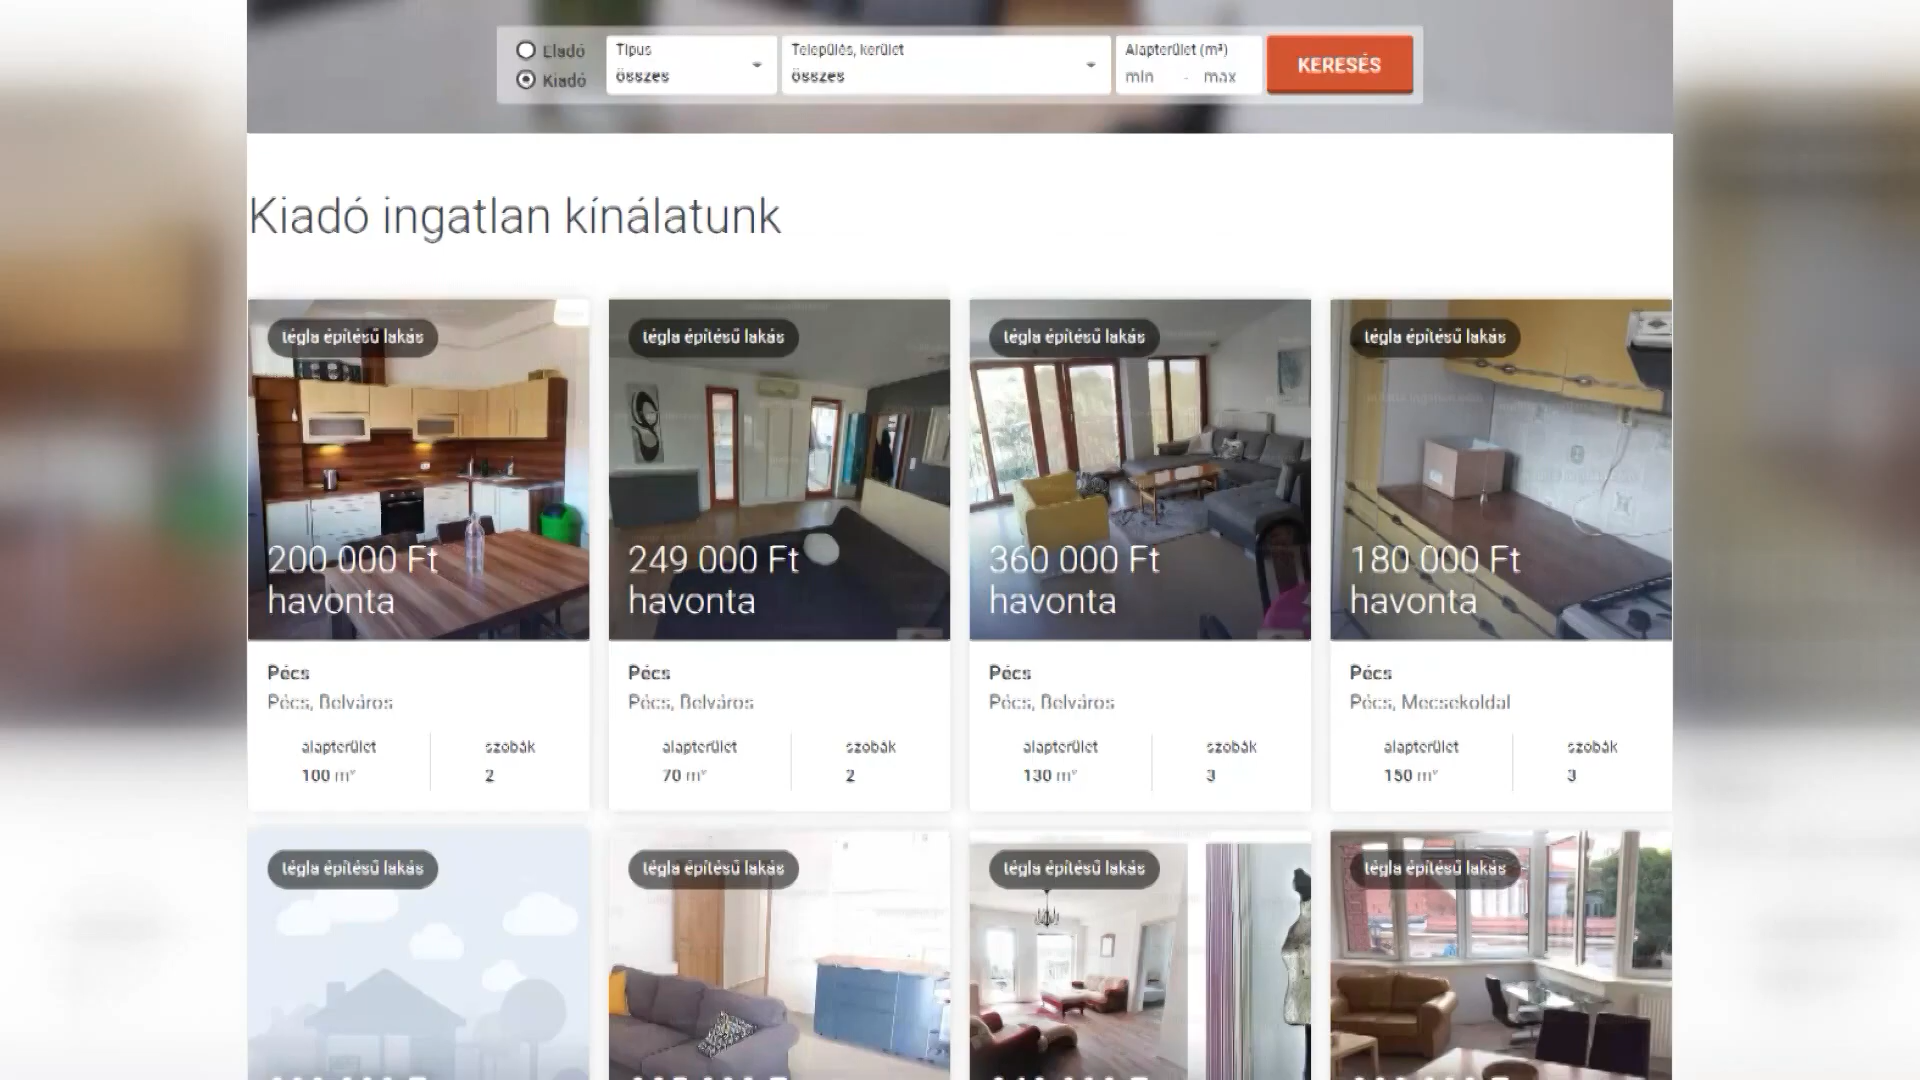 Eladó
Kiadó
Típus
összes
Település, kerület
összes
Alapterület (m²)
min - max
KERESÉS
Kiadó ingatlan kínálatunk
tégla építésű lakás
200 000 Ft
havonta
Pécs
Pécs, Belváros
alapterület
100 m²
szobák
2
tégla építésű lakás
249 000 Ft
havonta
Pécs
Pécs, Belváros
alapterület
70 m²
szobák
2
tégla építésű lakás
360 000 Ft
havonta
Pécs
Pécs, Belváros
alapterület
130 m²
szobák
3
tégla építésű lakás
180 000 Ft
havonta
Pécs
Pécs, Mecsekoldal
alapterület
150 m²
szobák
3
tégla építésű lakás
tégla építésű lakás
tégla építésű lakás
tégla építésű lakás